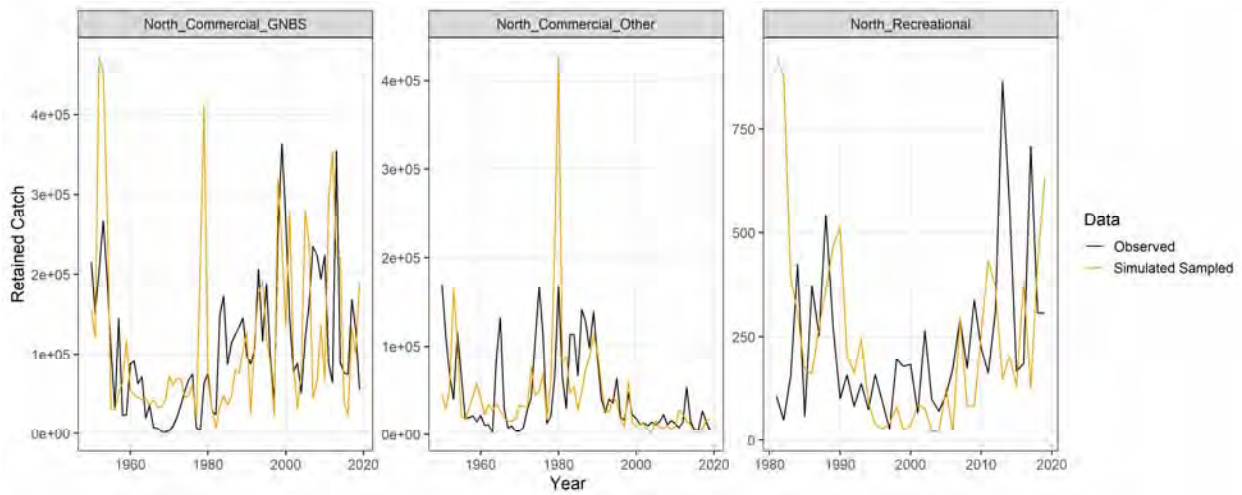 North_Commercial_GNBS
North_Commercial_Other
North_Recreational
Retained Catch
4e+05
3e+05
2e+05
1e+05
0e+00
1960
1980
2000
2020
4e+05
3e+05
2e+05
1e+05
0e+00
1960
1980
2000
2020
750
500
250
0
1980
1990
2000
2010
2020
Year
Data
Observed
Simulated Sampled